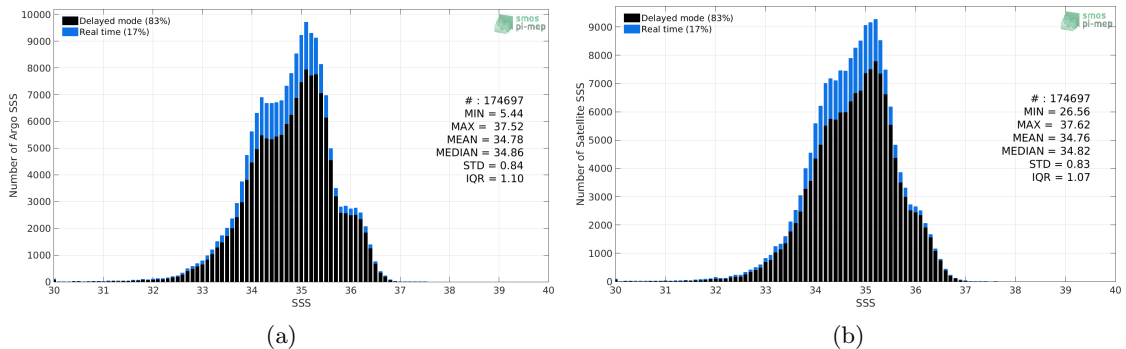 Delayed mode (83%)
Real time (17%)
smos
pi-mep
10000
9000
8000
7000
6000
5000
4000
3000
2000
1000
0
Number of Argo SSS
# : 174697
MIN = 5.44
MAX = 37.52
MEAN = 34.78
MEDIAN = 34.86
STD = 0.84
IQR = 1.10
30 31 32 33 34 35 36 37 38 39 40
SSS
(a)
Delayed mode (83%)
Real time (17%)
smos
pi-mep
9000
8000
7000
6000
5000
4000
3000
2000
1000
0
Number of Satellite SSS
# : 174697
MIN = 26.56
MAX = 37.62
MEAN = 34.76
MEDIAN = 34.82
STD = 0.83
IQR = 1.07
30 31 32 33 34 35 36 37 38 39 40
SSS
(b)